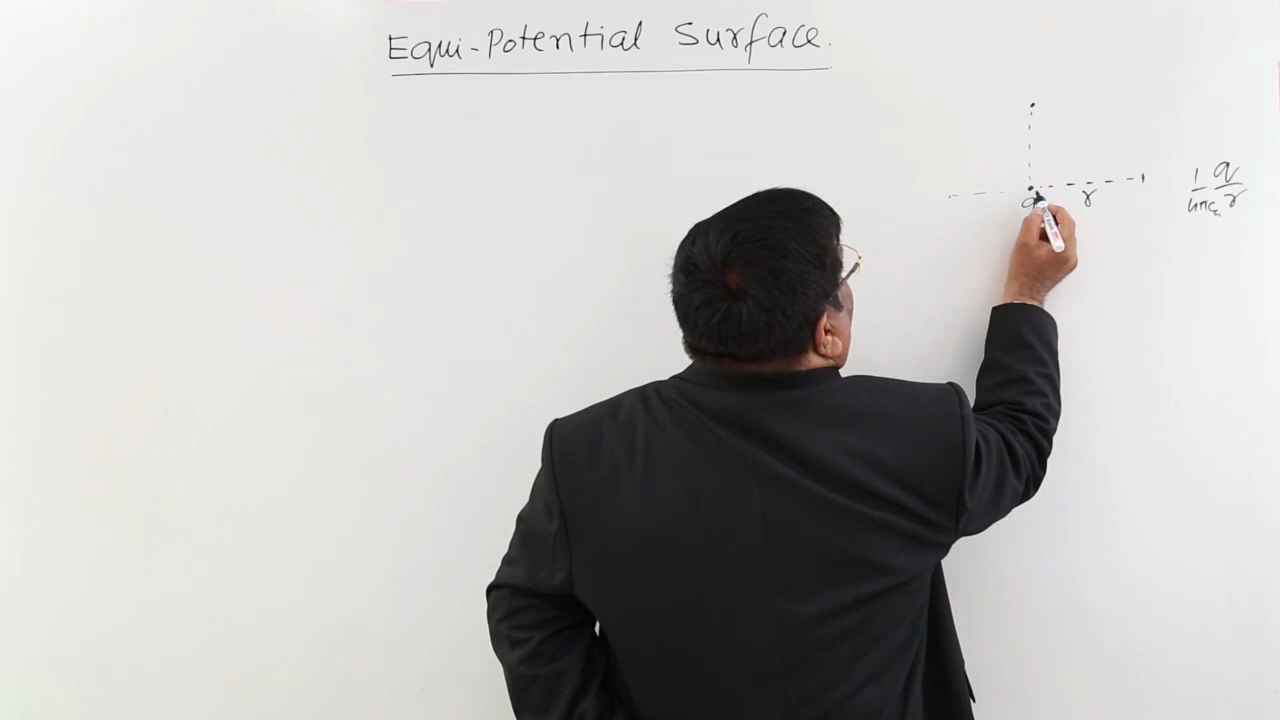 Equi-Potential Surface.
q r
1/4πε₀ q/r